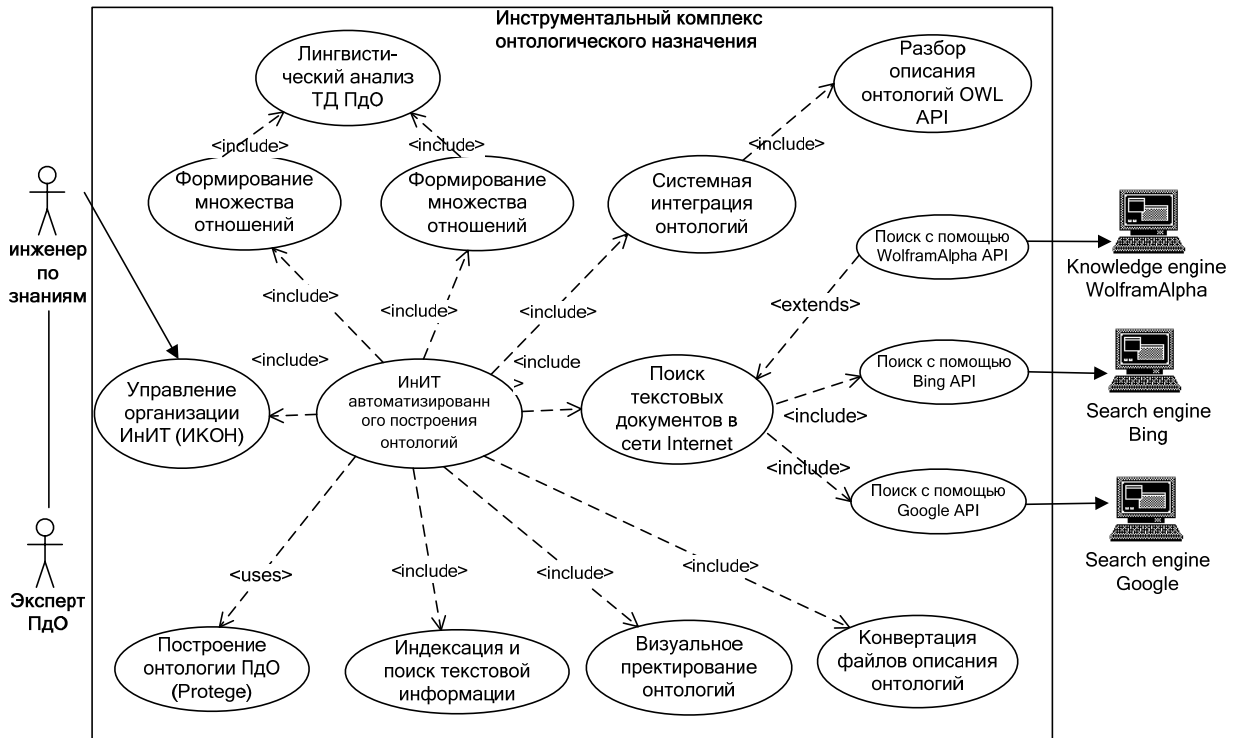 Инструментальный комплекс
онтологического назначения
Лингвисти-
ческий анализ
ТД ПдО
Разбор
описания
онтологий OWL
API
<include>
<include>
<include>
Формирование
множества
отношений
Формирование
множества
отношений
Системная
интеграция
онтологий
инженер
по
знаниям
Поиск с помощью
WolframAlpha API
Knowledge engine
WolframAlpha
<include>
<include>
<include>
<extends>
<include>
<include
>
Управление
организации
ИнИТ (ИКОН)
ИнИТ
автоматизированн
ого построения
онтологий
Поиск
текстовых
документов в
сети Internet
Поиск с помощью
Bing API
<include>
Search engine
Bing
<include>
Поиск с помощью
Google API
Search engine
Google
Эксперт
ПдО
<uses>
<include>
<include>
<include>
Построение
онтологии ПдО
(Protege)
Индексация и
поиск текстовой
информации
Визуальное
пректирование
онтологий
Конвертация
файлов описания
онтологий